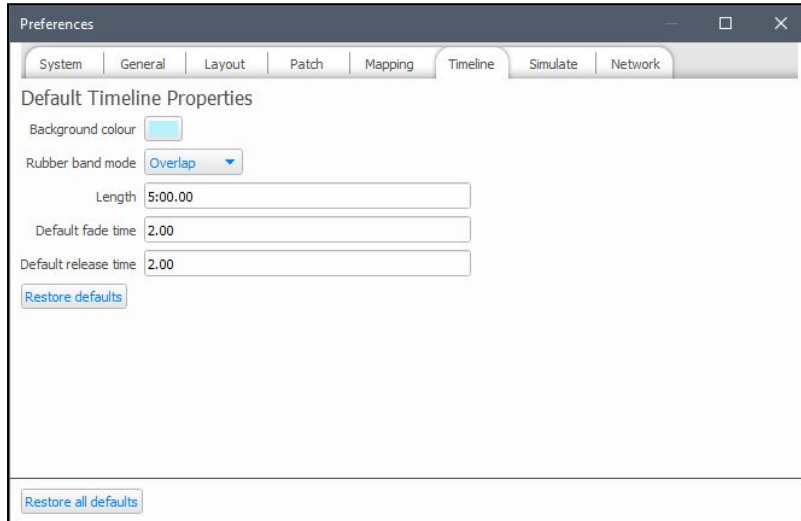 Preferences
System General Layout Patch Mapping Timeline Simulate Network
Default Timeline Properties
Background colour
Rubber band mode Overlap
Length 5:00.00
Default fade time 2.00
Default release time 2.00
Restore defaults
Restore all defaults